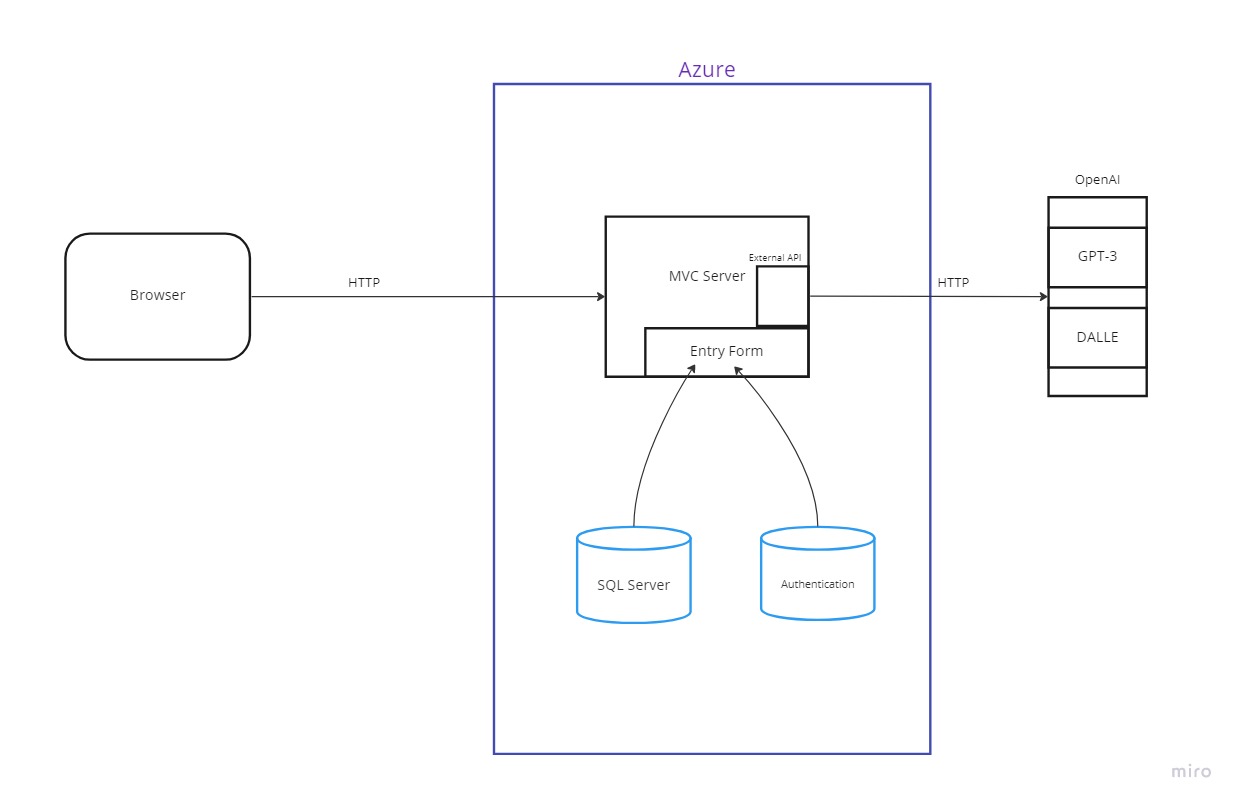 Azure
OpenAI
GPT-3
External API
MVC Server
HTTP
HTTP
Browser
DALLE
Entry Form
SQL Server
Authentication
miro